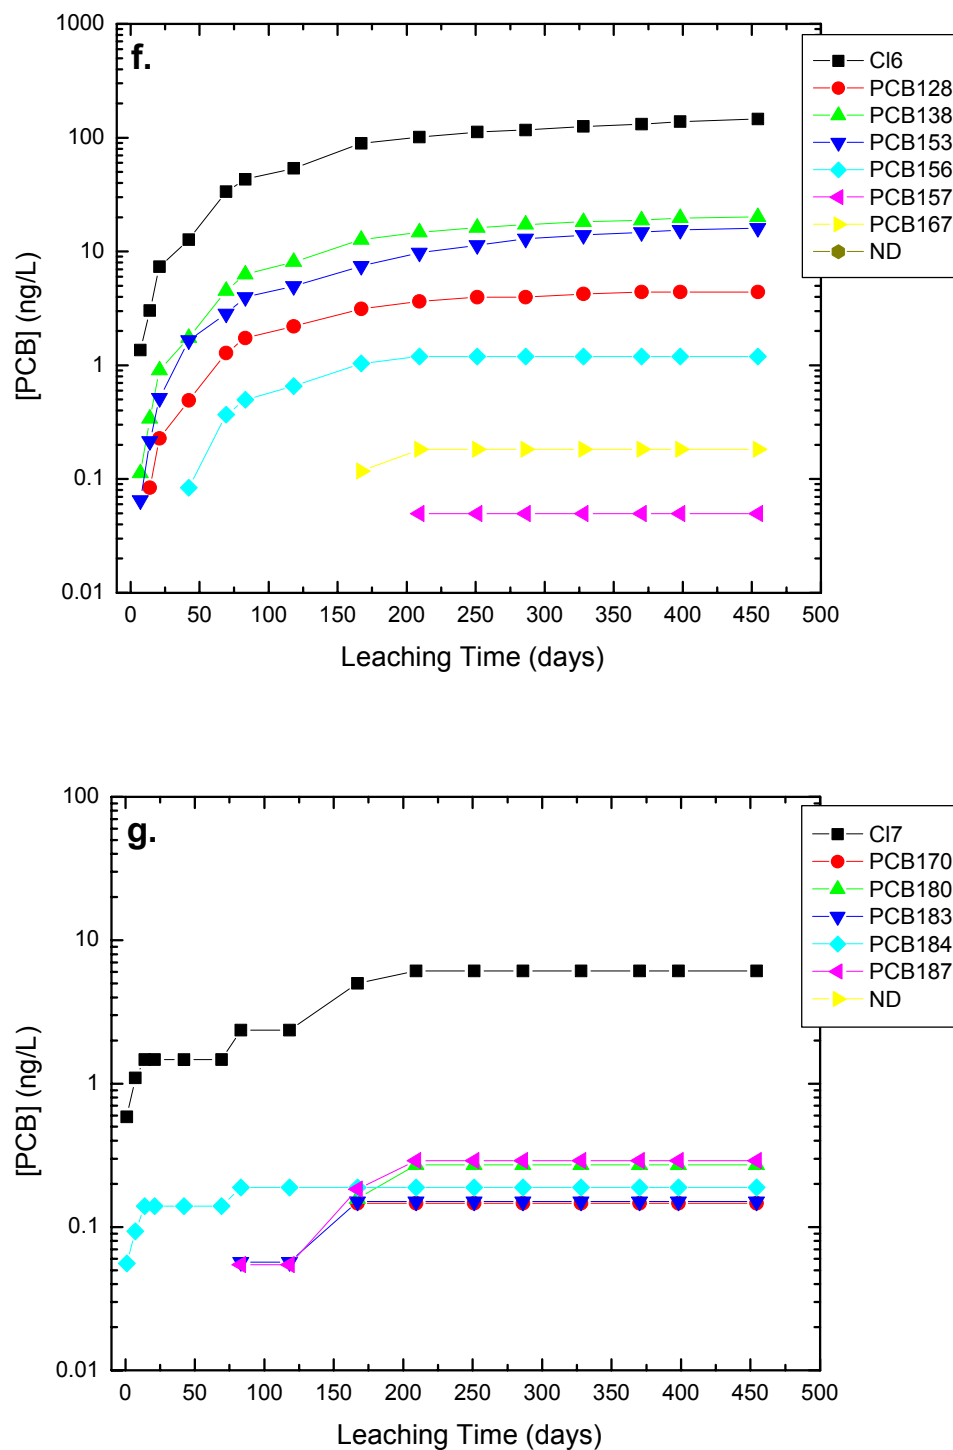 f.
1000
100
10
1
0.1
0.01
[PCB] (ng/L)
0 50 100 150 200 250 300 350 400 450 500
Leaching Time (days)
Cl6
PCB128
PCB138
PCB153
PCB156
PCB157
PCB167
ND
g.
100
10
1
0.1
0.01
[PCB] (ng/L)
0 50 100 150 200 250 300 350 400 450 500
Leaching Time (days)
Cl7
PCB170
PCB180
PCB183
PCB184
PCB187
ND